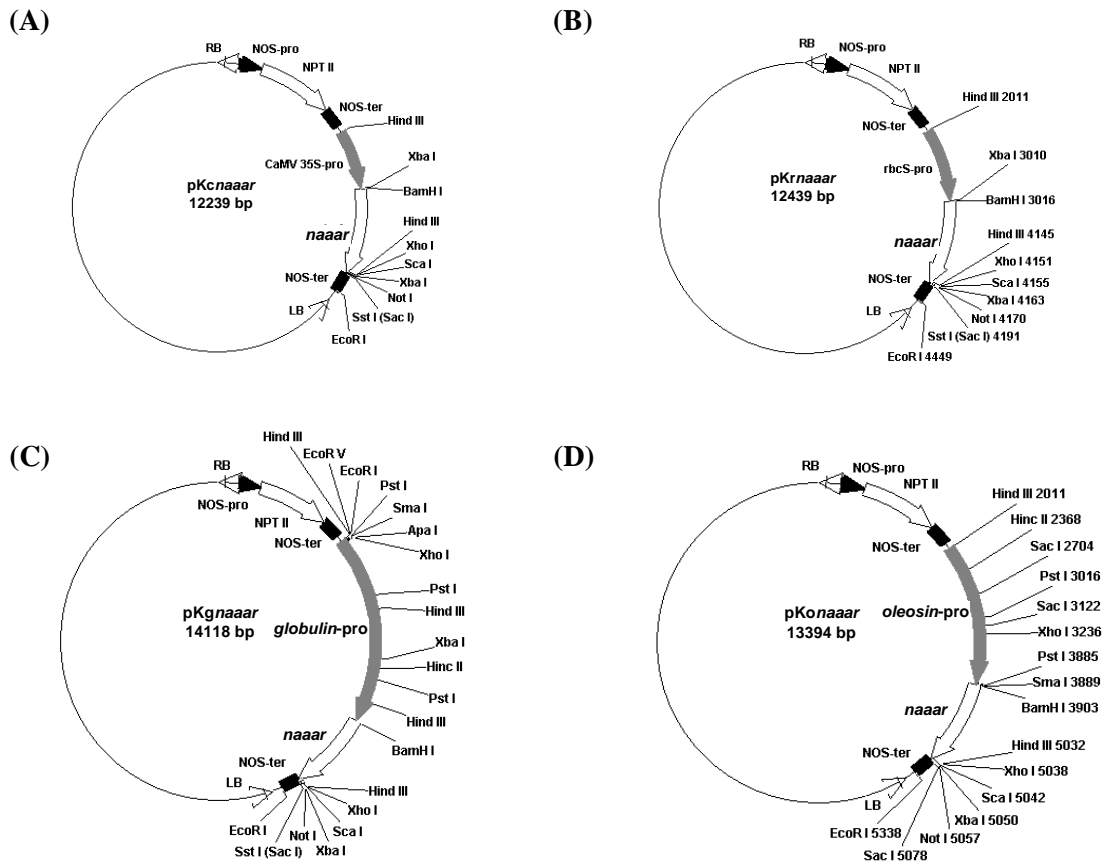 (A)
RB
NOS-pro
NPT II
NOS-ter
Hind III
CaMV 35S-pro
Xba I
BamH I
pKcnaaar
12239 bp
naaar
Hind III
Xho I
Sca I
Xba I
Not I
NOS-ter
Sst I (Sac I)
LB
EcoR I
(B)
RB
NOS-pro
NPT II
NOS-ter
Hind III 2011
rbcS-pro
Xba I 3010
BamH I 3016
pKrnaaar
12439 bp
naaar
Hind III 4145
Xho I 4151
Sca I 4155
Xba I 4163
Not I 4170
NOS-ter
Sst I (Sac I) 4191
LB
EcoR I 4449
(C)
Hind III
EcoR V
EcoR I
RB
Pst I
NOS-pro
Sma I
NPT II
Apa I
NOS-ter
Xho I
Pst I
pKgnaaar
14118 bp
globulin-pro
Hind III
Xba I
Hinc II
Pst I
Hind III
naaar
BamH I
NOS-ter
LB
Hind III
EcoR I
Xho I
Sst I (Sac I)
Not I
Sca I
Xba I
(D)
RB
NOS-pro
NPT II
Hind III 2011
NOS-ter
Hinc II 2368
Sac I 2704
Pst I 3016
pKonaaar
13394 bp
oleosin-pro
Sac I 3122
Xho I 3236
Pst I 3885
Sma I 3889
BamH I 3903
naaar
NOS-ter
Hind III 5032
Xho I 5038
LB
Sca I 5042
Xba I 5050
EcoR I 5338
Not I 5057
Sac I 5078